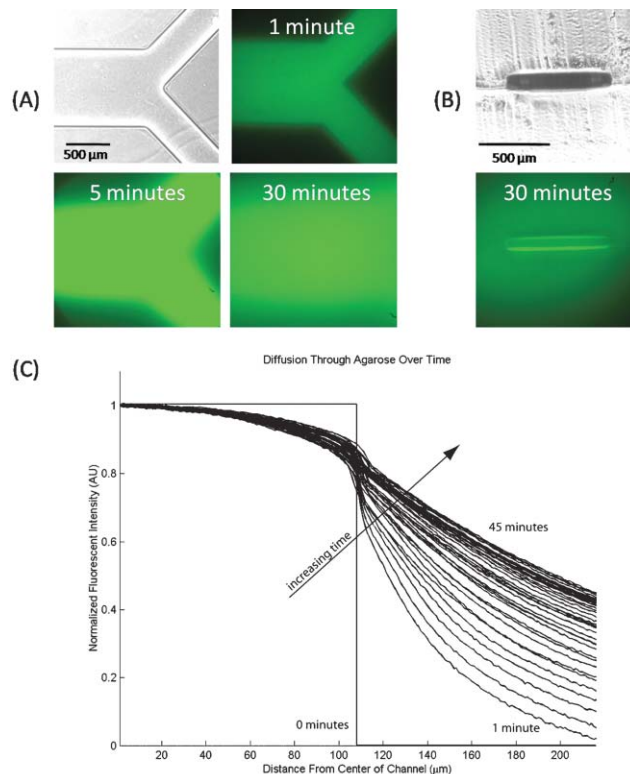 (A)
1 minute
(B)
500 µm
500 µm
5 minutes
30 minutes
30 minutes
(C)
Diffusion Through Agarose Over Time
Normalized Fluorescent Intensity (AU)
1
0.8
0.6
0.4
0.2
0
increasing time
45 minutes
0 minutes
1 minute
20
40
60
80
100
120
140
160
180
200
Distance From Center of Channel (µm)